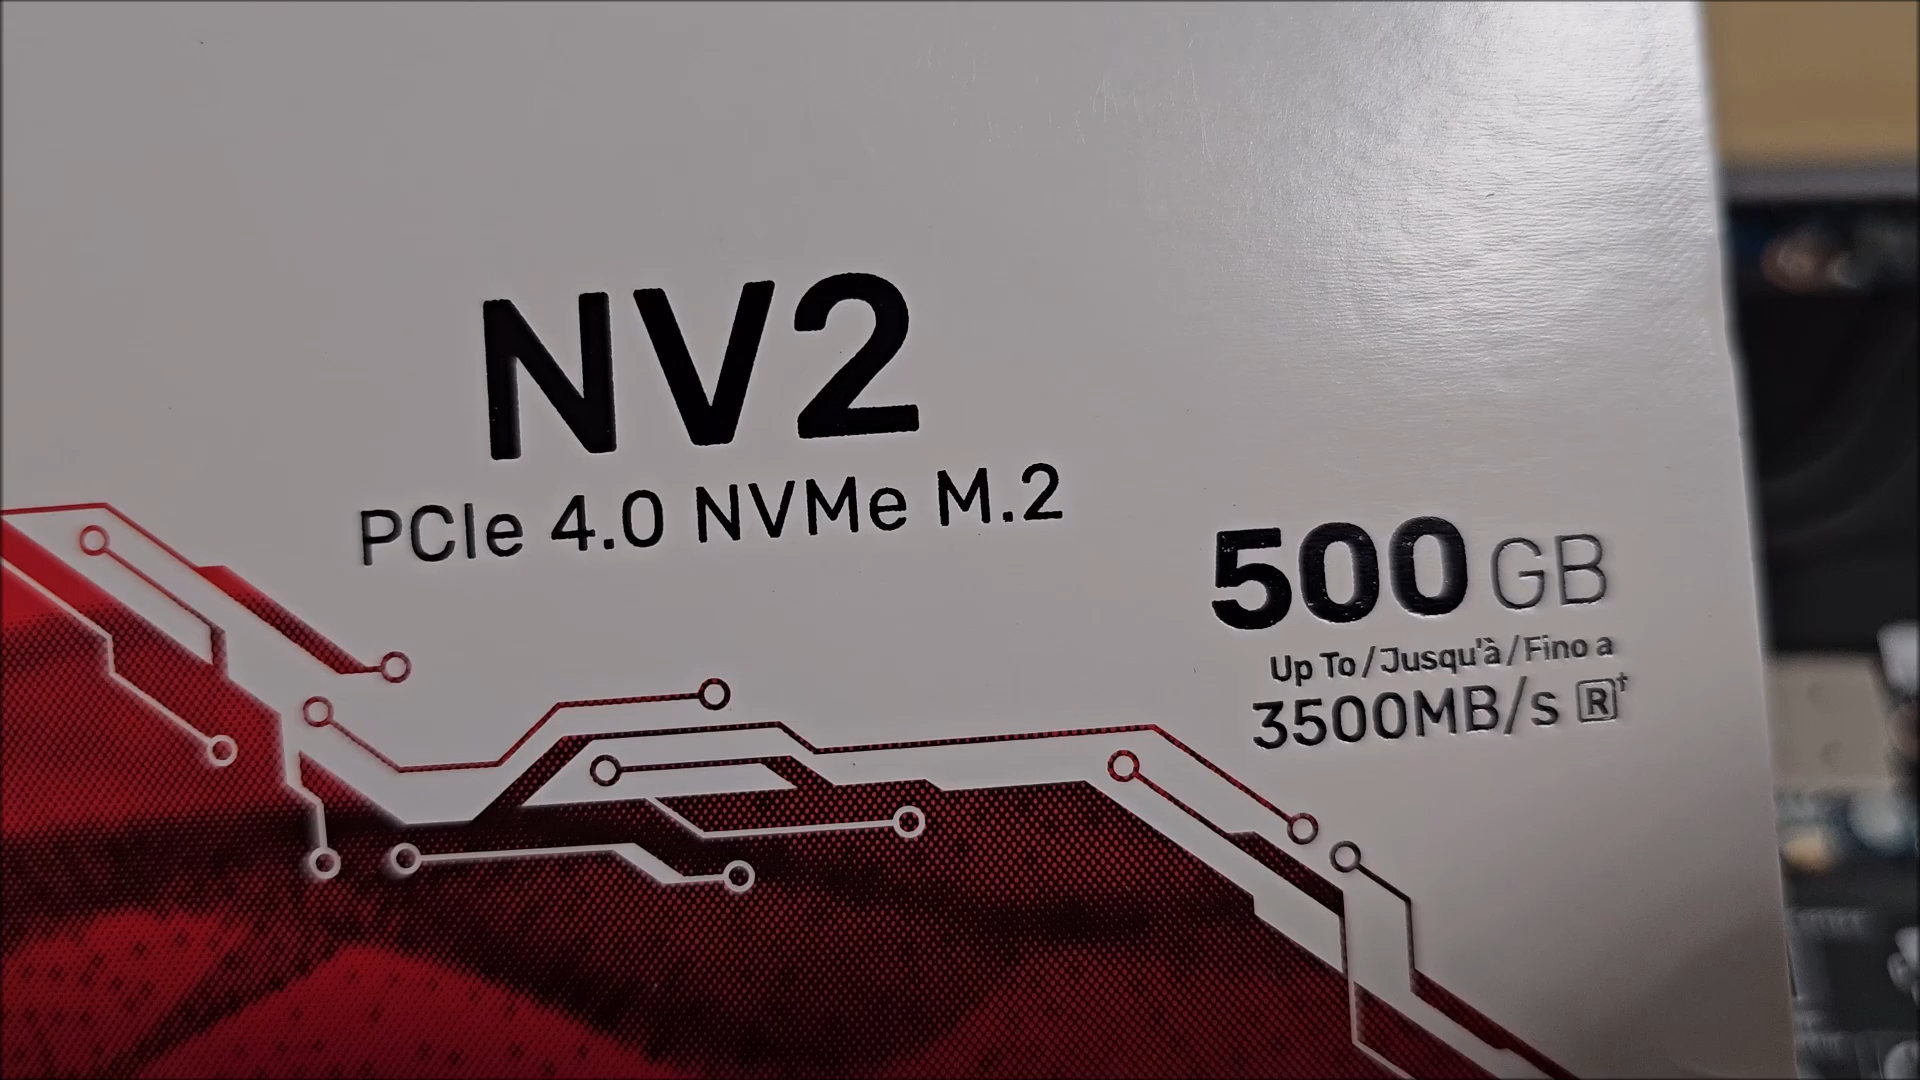 NV2
PCIe 4.0 NVMe M.2
500 GB
Up To/Jusqu'à/Fino a
3500MB/s R†